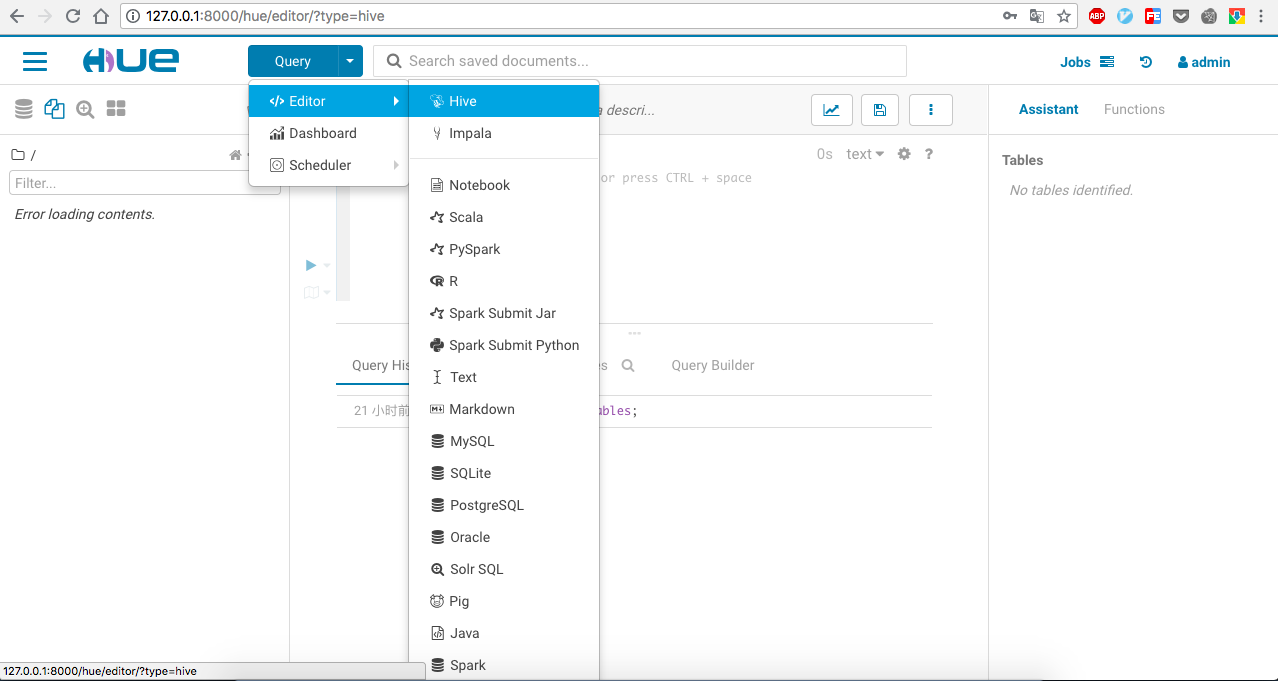 127.0.0.1:8000/hue/editor/?type=hive
ABP
FE
HUE
Query
Search saved documents...
Jobs
admin
Editor
Hive
descri...
Assistant
Functions
Dashboard
Impala
/
Scheduler
0s
text
?
Tables
Filter...
Notebook
or press CTRL + space
No tables identified.
Error loading contents.
Scala
PySpark
R
Spark Submit Jar
Spark Submit Python
Query His
es
Query Builder
Text
21 小时前
Markdown
ables;
MySQL
SQLite
PostgreSQL
Oracle
Solr SQL
Pig
Java
127.0.0.1:8000/hue/editor/?type=hive
Spark